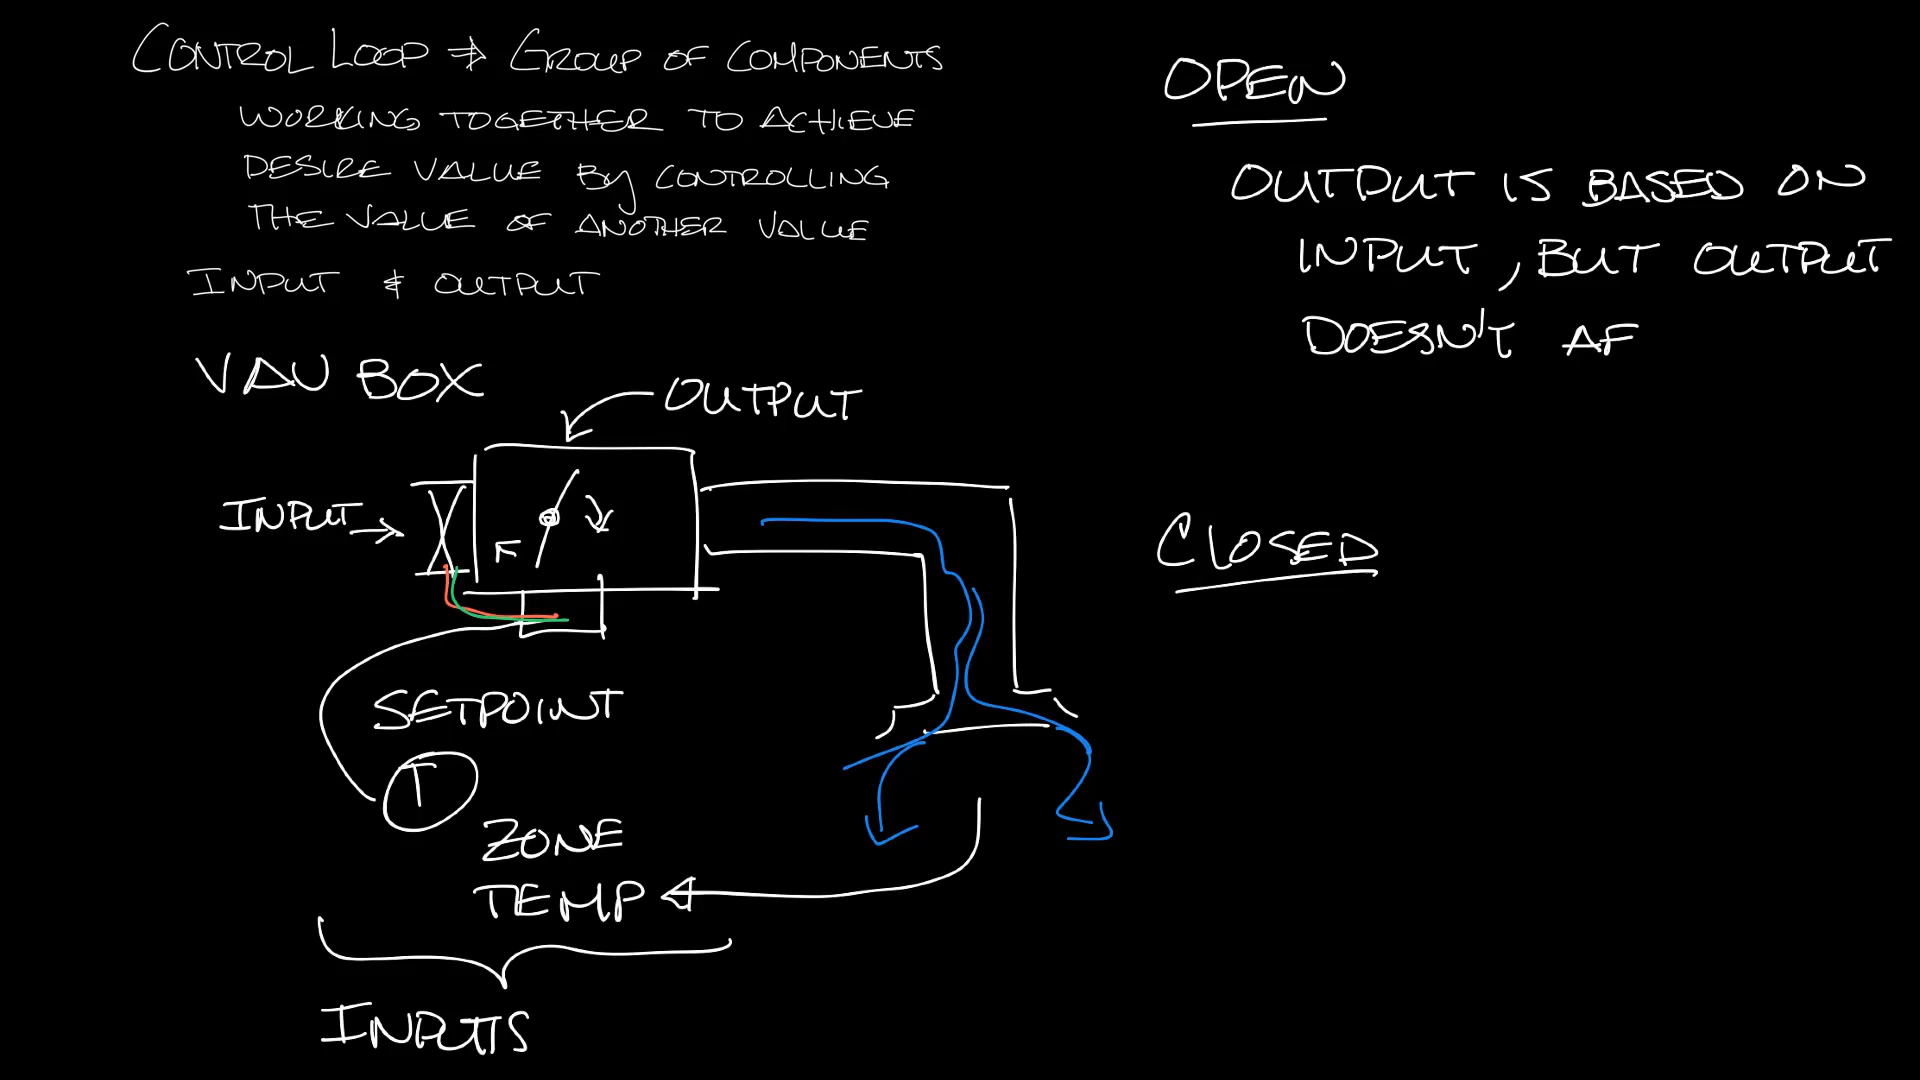 CONTROL LOOP ⇒ GROUP OF COMPONENTS
WORKING TOGETHER TO ACHIEVE
DESIRE VALUE BY CONTROLLING
THE VALUE OF ANOTHER VALUE
INPUT & OUTPUT
VAV BOX
OUTPUT
INPUT
SETPOINT
T
ZONE
TEMP
INPUTS
OPEN
OUTPUT IS BASED ON
INPUT, BUT OUTPUT
DOESN'T AF
CLOSED